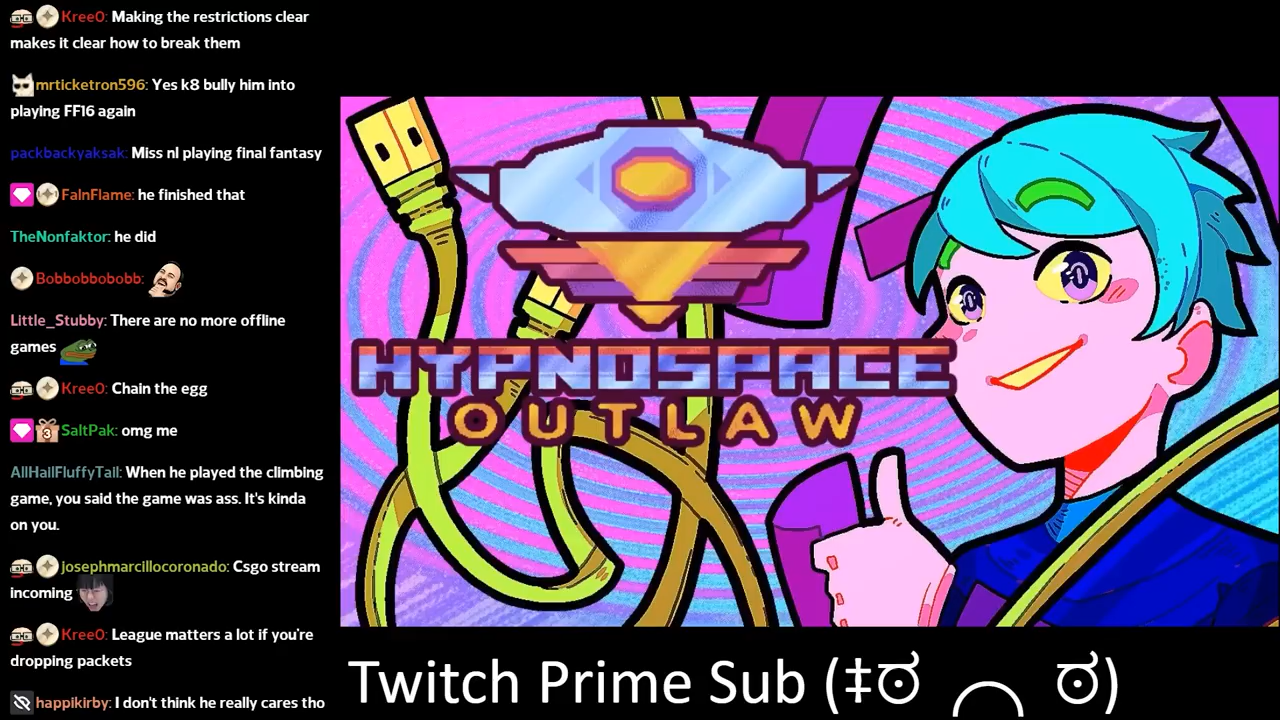 KreeO: Making the restrictions clear
makes it clear how to break them
mrticketron596: Yes k8 bully him into
playing FF16 again
packbackyaksak: Miss nl playing final fantasy
FalnFlame: he finished that
TheNonfaktor: he did
Bobbobbobobb:
Little_Stubby: There are no more offline
games
KreeO: Chain the egg
3 SaltPak: omg me
AllHailFluffyTail: When he played the climbing
game, you said the game was ass. It's kinda
on you.
josephmarcillocoronado: Csgo stream
incoming
KreeO: League matters a lot if you're
dropping packets
happikirby: I don't think he really cares tho
HYPNOSPACE
OUTLAW
Twitch Prime Sub (‡ಠ ╭╮ ಠ)